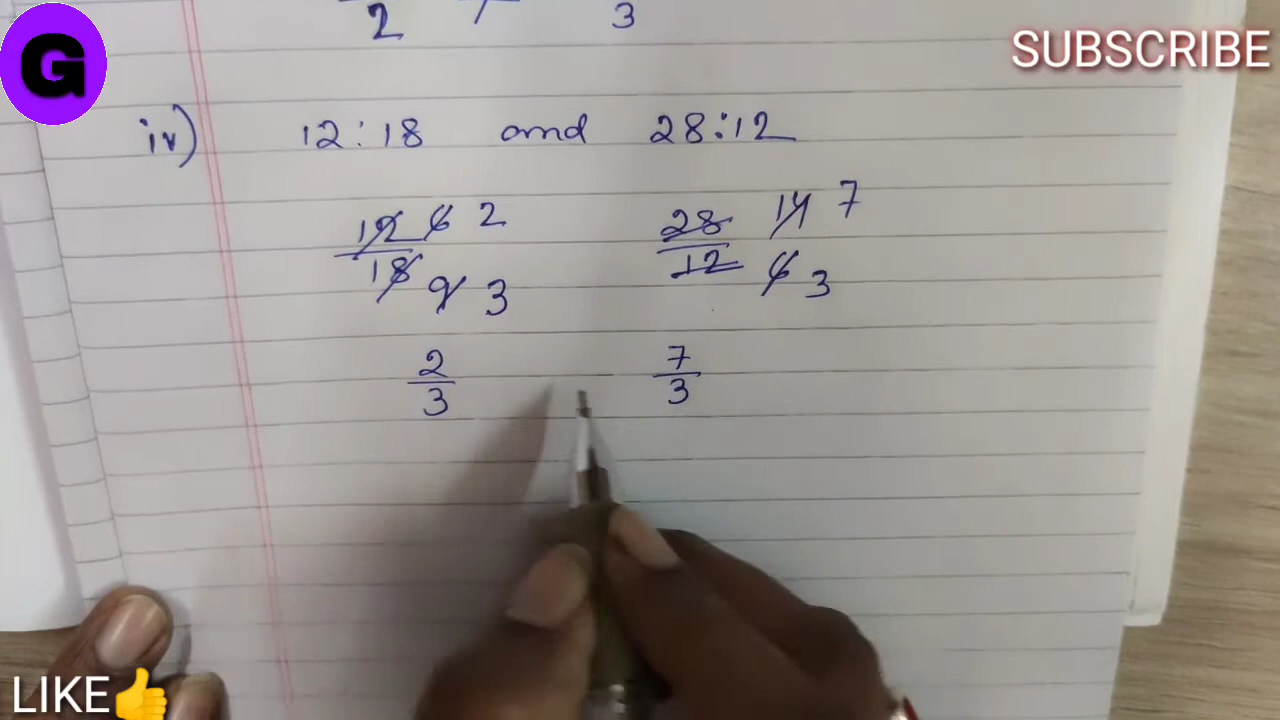 2 3
G
SUBSCRIBE
iv) 12:18 and 28:12
12 6 2 28 14 7
18 9 3 12 6 3
2 7
3 3
LIKE👍